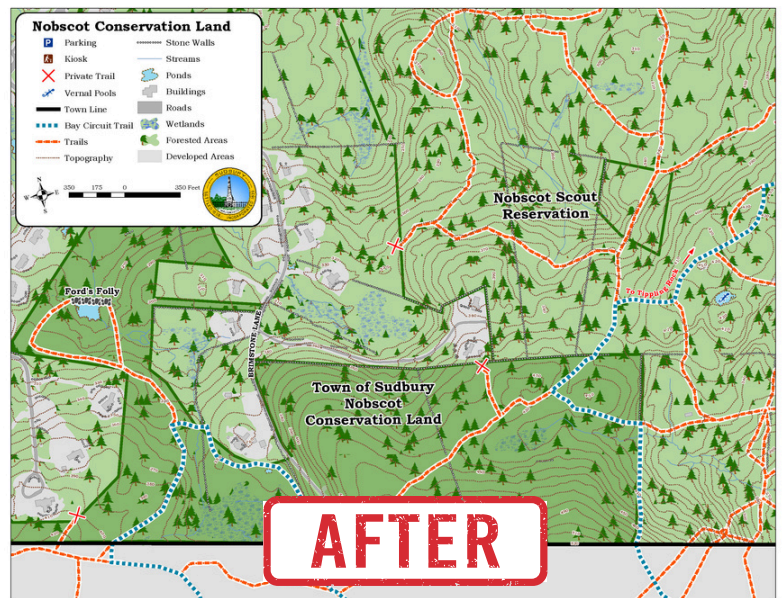 Nobscot Conservation Land
Parking
Kiosk
Private Trail
Vernal Pools
Town Line
Bay Circuit Trail
Trails
Topography
Stone Walls
Streams
Ponds
Buildings
Roads
Wetlands
Forested Areas
Developed Areas
P
N
W
E
S
350
175
0
350 Feet
Nobscot Scout
Reservation
To Tippling Rock
Ford's Folly
BRIMSTONE LANE
Town of Sudbury
Nobscot
Conservation Land
AFTER